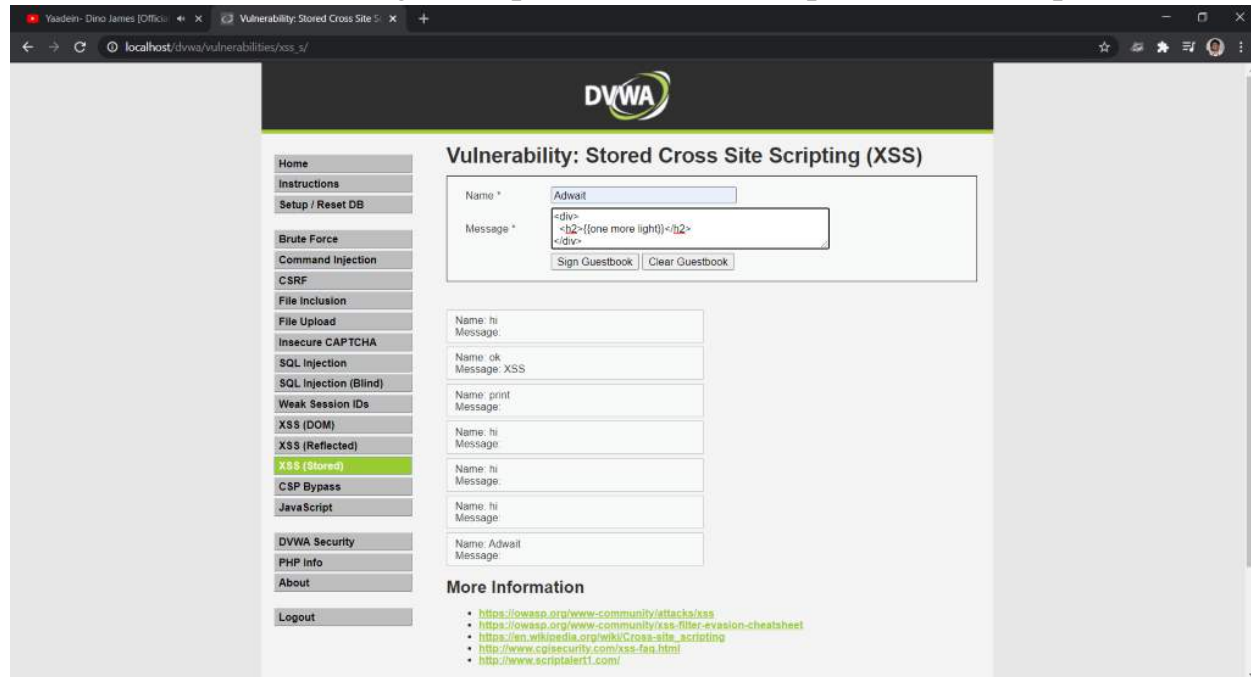 Yaadein- Dino James [Officia
Vulnerability: Stored Cross Site S
localhost/dvwa/vulnerabilities/xss_s/
DVWA
Home
Instructions
Setup / Reset DB
Brute Force
Command Injection
CSRF
File Inclusion
File Upload
Insecure CAPTCHA
SQL Injection
SQL Injection (Blind)
Weak Session IDs
XSS (DOM)
XSS (Reflected)
XSS (Stored)
CSP Bypass
JavaScript
DVWA Security
PHP Info
About
Logout
Vulnerability: Stored Cross Site Scripting (XSS)
Name * Adwait
Message *
<div>
<h2>{{one more light}}</h2>
</div>
Sign Guestbook Clear Guestbook
Name: hi
Message:
Name: ok
Message: XSS
Name: print
Message:
Name: hi
Message:
Name: hi
Message:
Name: hi
Message:
Name: Adwait
Message:
More Information
https://owasp.org/www-community/attacks/xss
https://owasp.org/www-community/xss-filter-evasion-cheatsheet
https://en.wikipedia.org/wiki/Cross-site_scripting
http://www.cgisecurity.com/xss-faq.html
http://www.scriptalert1.com/